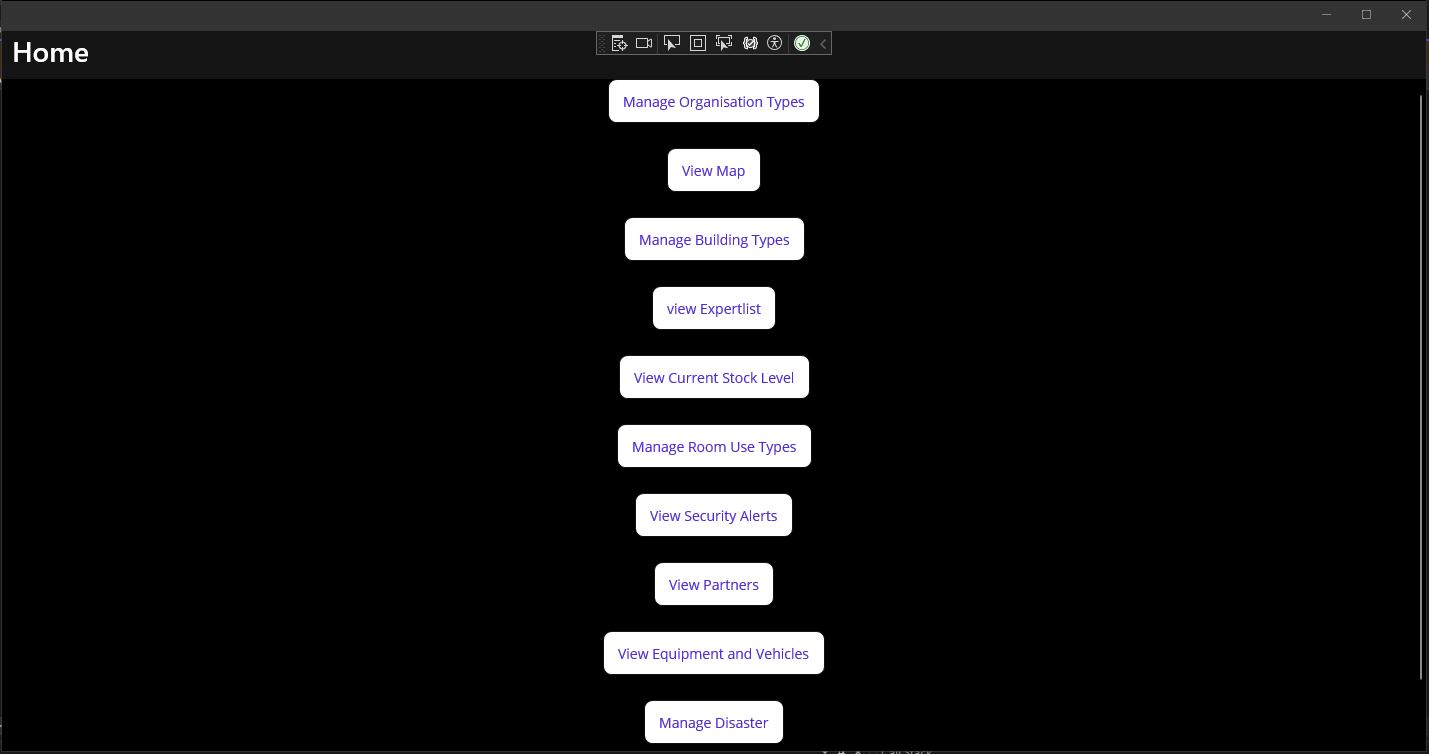 Home
Manage Organisation Types
View Map
Manage Building Types
view Expertlist
View Current Stock Level
Manage Room Use Types
View Security Alerts
View Partners
View Equipment and Vehicles
Manage Disaster